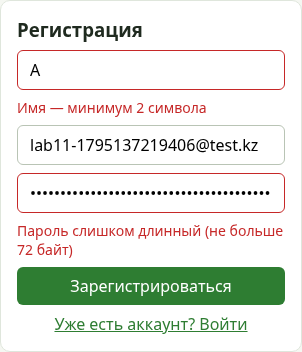 Регистрация
A
Имя — минимум 2 символа
lab11-1795137219406@test.kz
••••••••••••••••••••••••••••••••••••••••
Пароль слишком длинный (не больше
72 байт)
Зарегистрироваться
Уже есть аккаунт? Войти